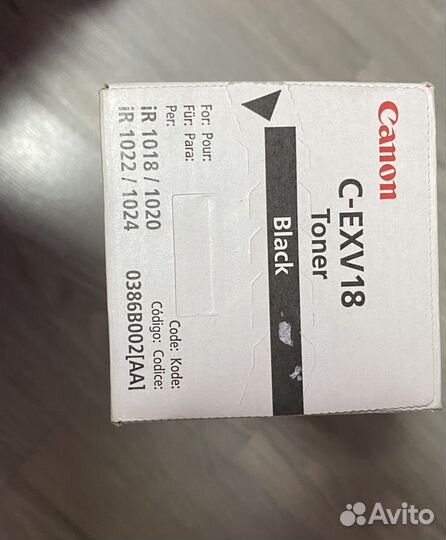 Canon
C-EXV18
Toner
Black
For: Pour:
Für: Para:
Per:
iR 1018 / 1020
iR 1022 / 1024
Code: Kode:
Código: Codice:
0386B002[AA]
Avito